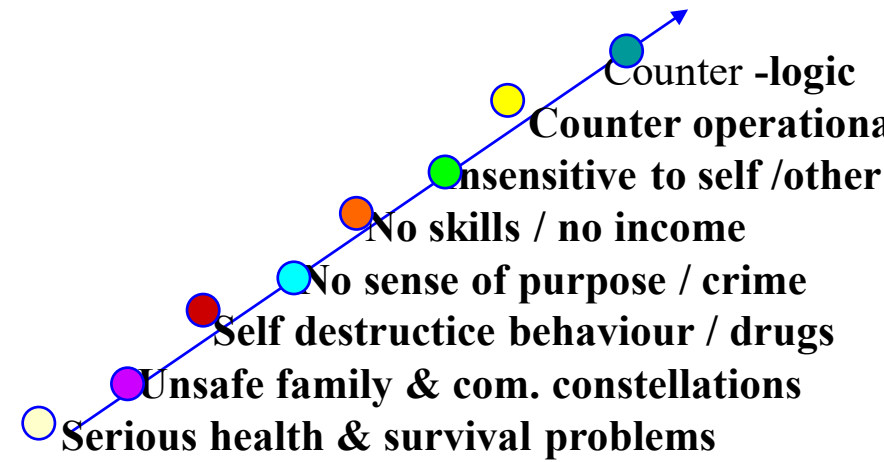 Counter -logic
Counter operationa
Insensitive to self /other
No skills / no income
No sense of purpose / crime
Self destructice behaviour / drugs
Unsafe family & com. constellations
Serious health & survival problems